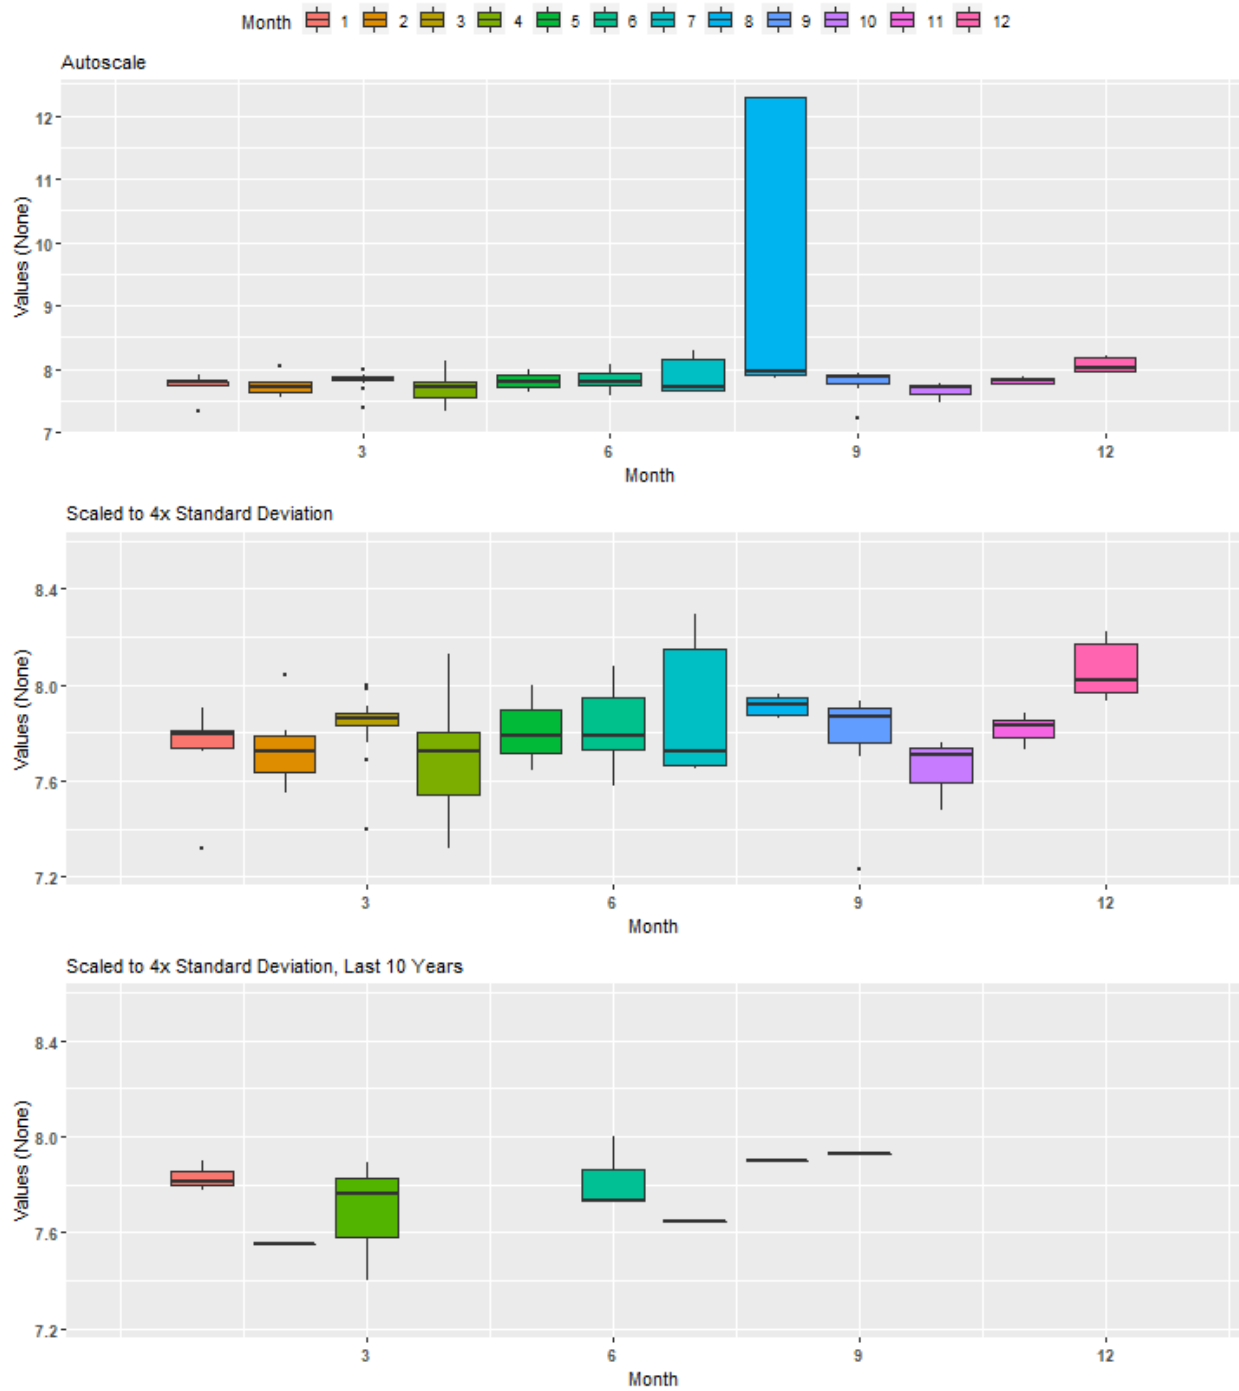 Month 1 2 3 4 5 6 7 8 9 10 11 12
Autoscale
Values (None)
12
11
10
9
8
7
3 6 9 12
Month
Scaled to 4x Standard Deviation
Values (None)
8.4
8.0
7.6
7.2
3 6 9 12
Month
Scaled to 4x Standard Deviation, Last 10 Years
Values (None)
8.4
8.0
7.6
7.2
3 6 9 12
Month